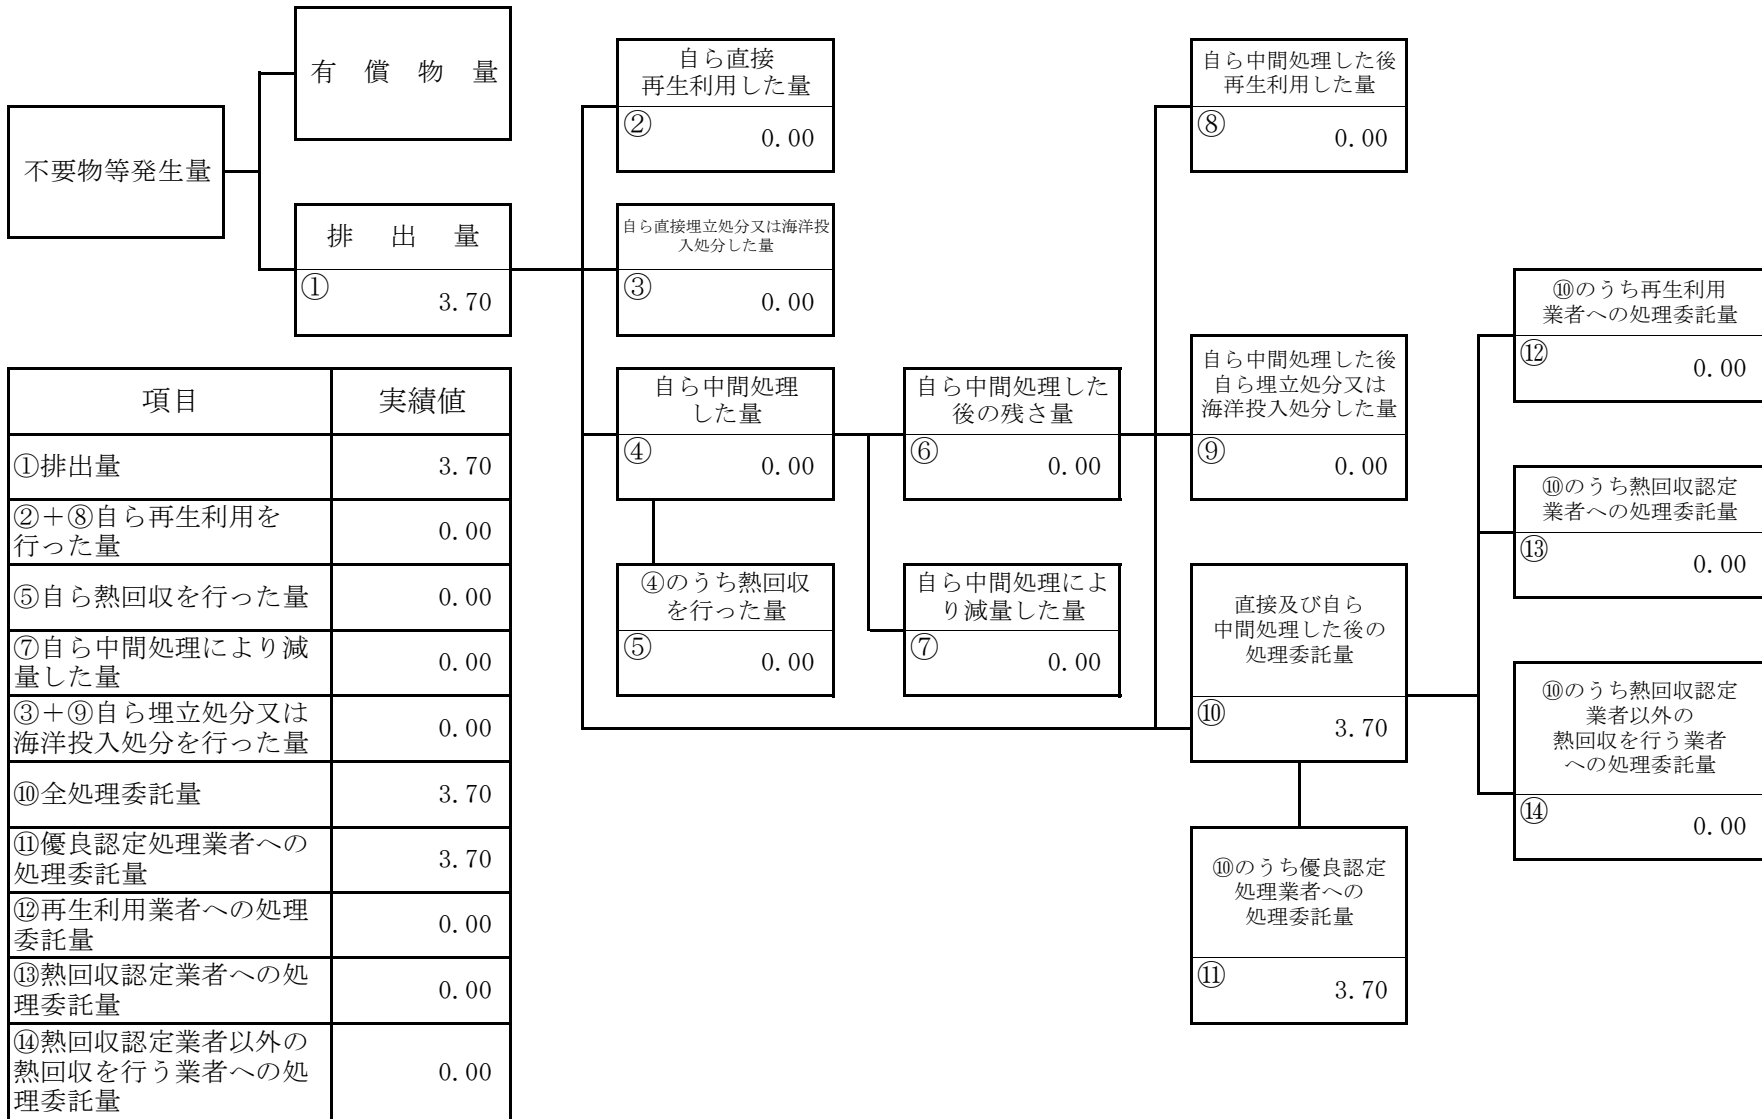 有償物量
不要物等発生量
排出量
①
3.70
自ら直接
再生利用した量
②
0.00
自ら直接埋立処分又は海洋投
入処分した量
③
0.00
自ら中間処理
した量
④
0.00
④のうち熱回収
を行った量
⑤
0.00
自ら中間処理した
後の残さ量
⑥
0.00
自ら中間処理によ
り減量した量
⑦
0.00
自ら中間処理した後
再生利用した量
⑧
0.00
自ら中間処理した後
自ら埋立処分又は
海洋投入処分した量
⑨
0.00
直接及び自ら
中間処理した後の
処理委託量
⑩
3.70
⑩のうち優良認定
処理業者への
処理委託量
⑪
3.70
⑩のうち再生利用
業者への処理委託量
⑫
0.00
⑩のうち熱回収認定
業者への処理委託量
⑬
0.00
⑩のうち熱回収認定
業者以外の
熱回収を行う業者
への処理委託量
⑭
0.00
項目 実績値
①排出量 3.70
②＋⑧自ら再生利用を
行った量 0.00
⑤自ら熱回収を行った量 0.00
⑦自ら中間処理により減
量した量 0.00
③＋⑨自ら埋立処分又は
海洋投入処分を行った量 0.00
⑩全処理委託量 3.70
⑪優良認定処理業者への
処理委託量 3.70
⑫再生利用業者への処理
委託量 0.00
⑬熱回収認定業者への処
理委託量 0.00
⑭熱回収認定業者以外の
熱回収を行う業者への処
理委託量 0.00